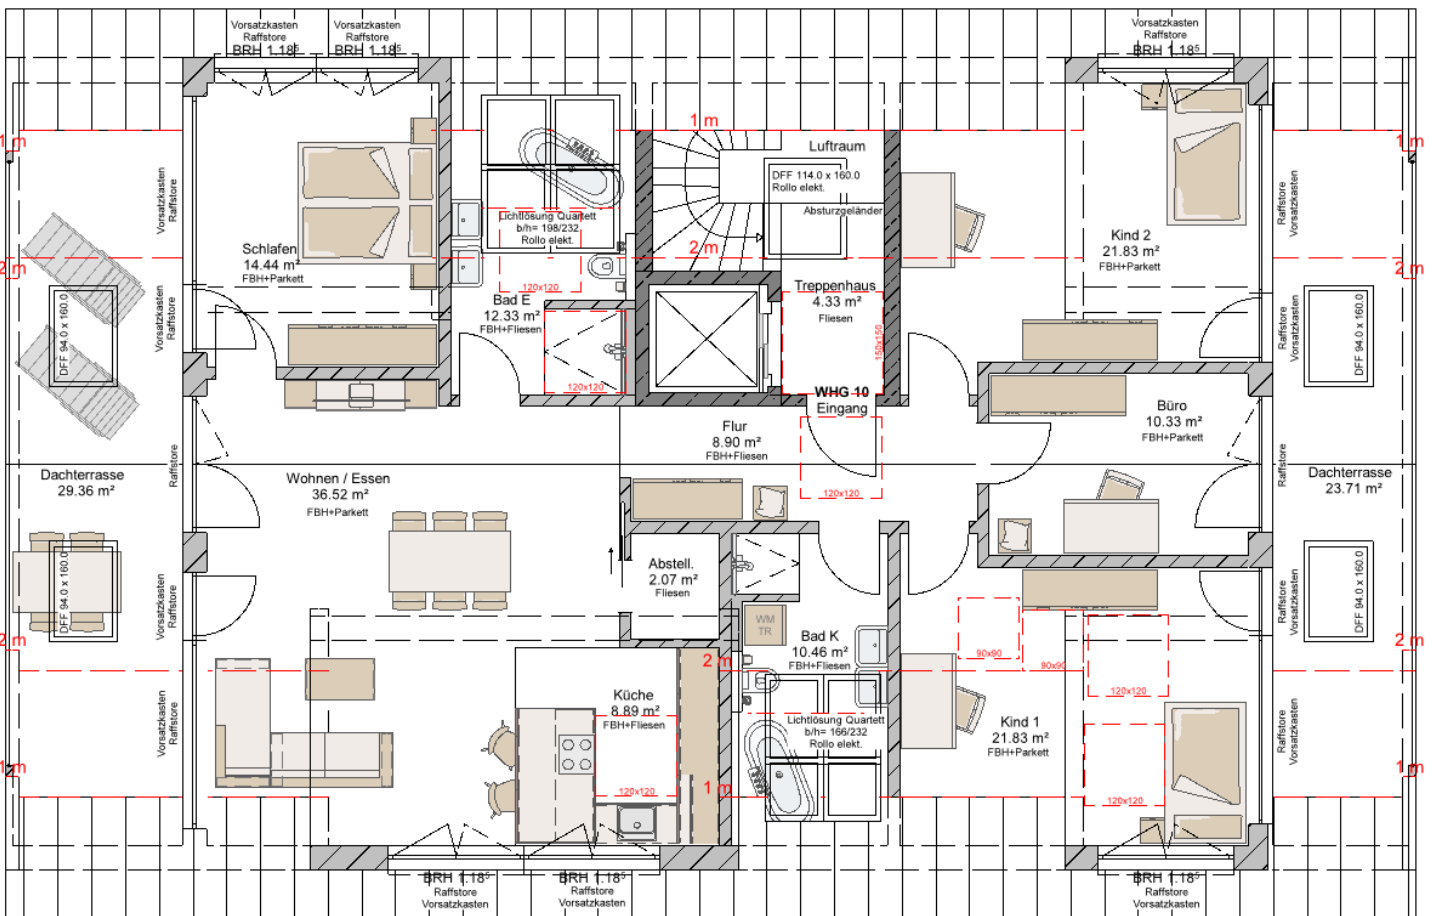 Vorsatzkasten
Raffstore
BRH 1.18⁵
Vorsatzkasten
Raffstore
BRH 1.18⁵
Vorsatzkasten
Raffstore
BRH 1.18⁵
1 m
1 m
1 m
Vorsatzkasten
Raffstore
Luftraum
DFF 114.0 x 160.0
Rollo elekt.
Absturzgeländer
Raffstore
Vorsatzkasten
Lichtlösung Quartett
b/h= 198/232
Rollo elekt.
Schlafen
14.44 m²
FBH+Parkett
2 m
2 m
2 m
Kind 2
21.83 m²
FBH+Parkett
120x120
Bad E
12.33 m²
FBH+Fliesen
Treppenhaus
4.33 m²
Fliesen
150x150
DFF 94.0 x 160.0
Vorsatzkasten
Raffstore
Raffstore
Vorsatzkasten
DFF 94.0 x 160.0
120x120
WHG 10
Eingang
Büro
10.33 m²
FBH+Parkett
Flur
8.90 m²
FBH+Fliesen
120x120
Dachterrasse
29.36 m²
Raffstore
Wohnen / Essen
36.52 m²
FBH+Parkett
Raffstore
Dachterrasse
23.71 m²
Abstell.
2.07 m²
Fliesen
DFF 94.0 x 160.0
Vorsatzkasten
Raffstore
WM
TR
Bad K
10.46 m²
FBH+Fliesen
90x90
90x90
120x120
Raffstore
Vorsatzkasten
DFF 94.0 x 160.0
2 m
2 m
2 m
Vorsatzkasten
Raffstore
Küche
8.89 m²
FBH+Fliesen
120x120
Lichtlösung Quartett
b/h= 166/232
Rollo elekt.
Kind 1
21.83 m²
FBH+Parkett
120x120
Raffstore
Vorsatzkasten
1 m
1 m
1 m
BRH 1.18⁵
Raffstore
Vorsatzkasten
BRH 1.18⁵
Raffstore
Vorsatzkasten
BRH 1.18⁵
Raffstore
Vorsatzkasten